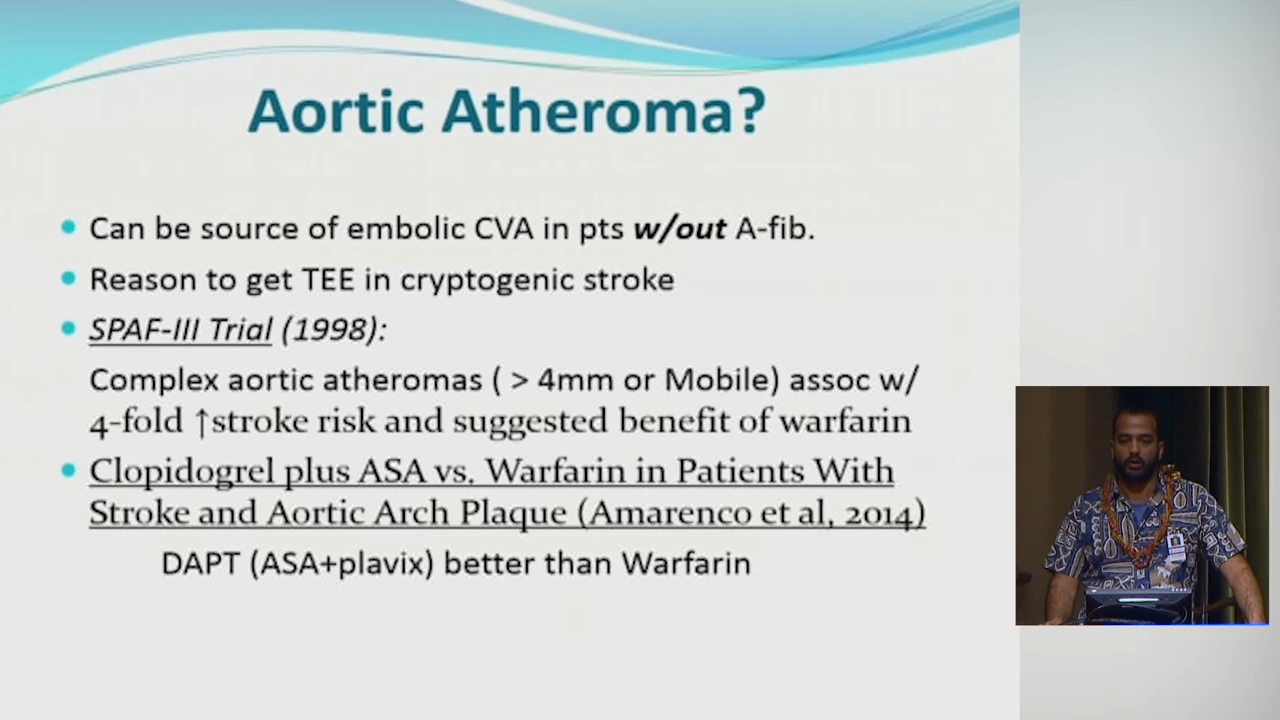 Aortic Atheroma?
• Can be source of embolic CVA in pts w/out A-fib.
• Reason to get TEE in cryptogenic stroke
• SPAF-III Trial (1998):
Complex aortic atheromas ( > 4mm or Mobile) assoc w/
4-fold ↑stroke risk and suggested benefit of warfarin
• Clopidogrel plus ASA vs. Warfarin in Patients With
Stroke and Aortic Arch Plaque (Amarenco et al, 2014)
DAPT (ASA+plavix) better than Warfarin